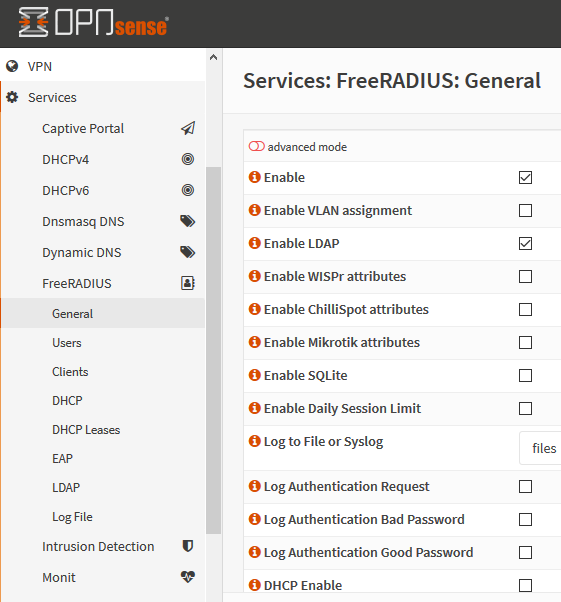 OPNsense®
VPN
Services
Captive Portal
DHCPv4
DHCPv6
Dnsmasq DNS
Dynamic DNS
FreeRADIUS
General
Users
Clients
DHCP
DHCP Leases
EAP
LDAP
Log File
Intrusion Detection
Monit
Services: FreeRADIUS: General
advanced mode
Enable
Enable VLAN assignment
Enable LDAP
Enable WISPr attributes
Enable ChilliSpot attributes
Enable Mikrotik attributes
Enable SQLite
Enable Daily Session Limit
Log to File or Syslog files
Log Authentication Request
Log Authentication Bad Password
Log Authentication Good Password
DHCP Enable